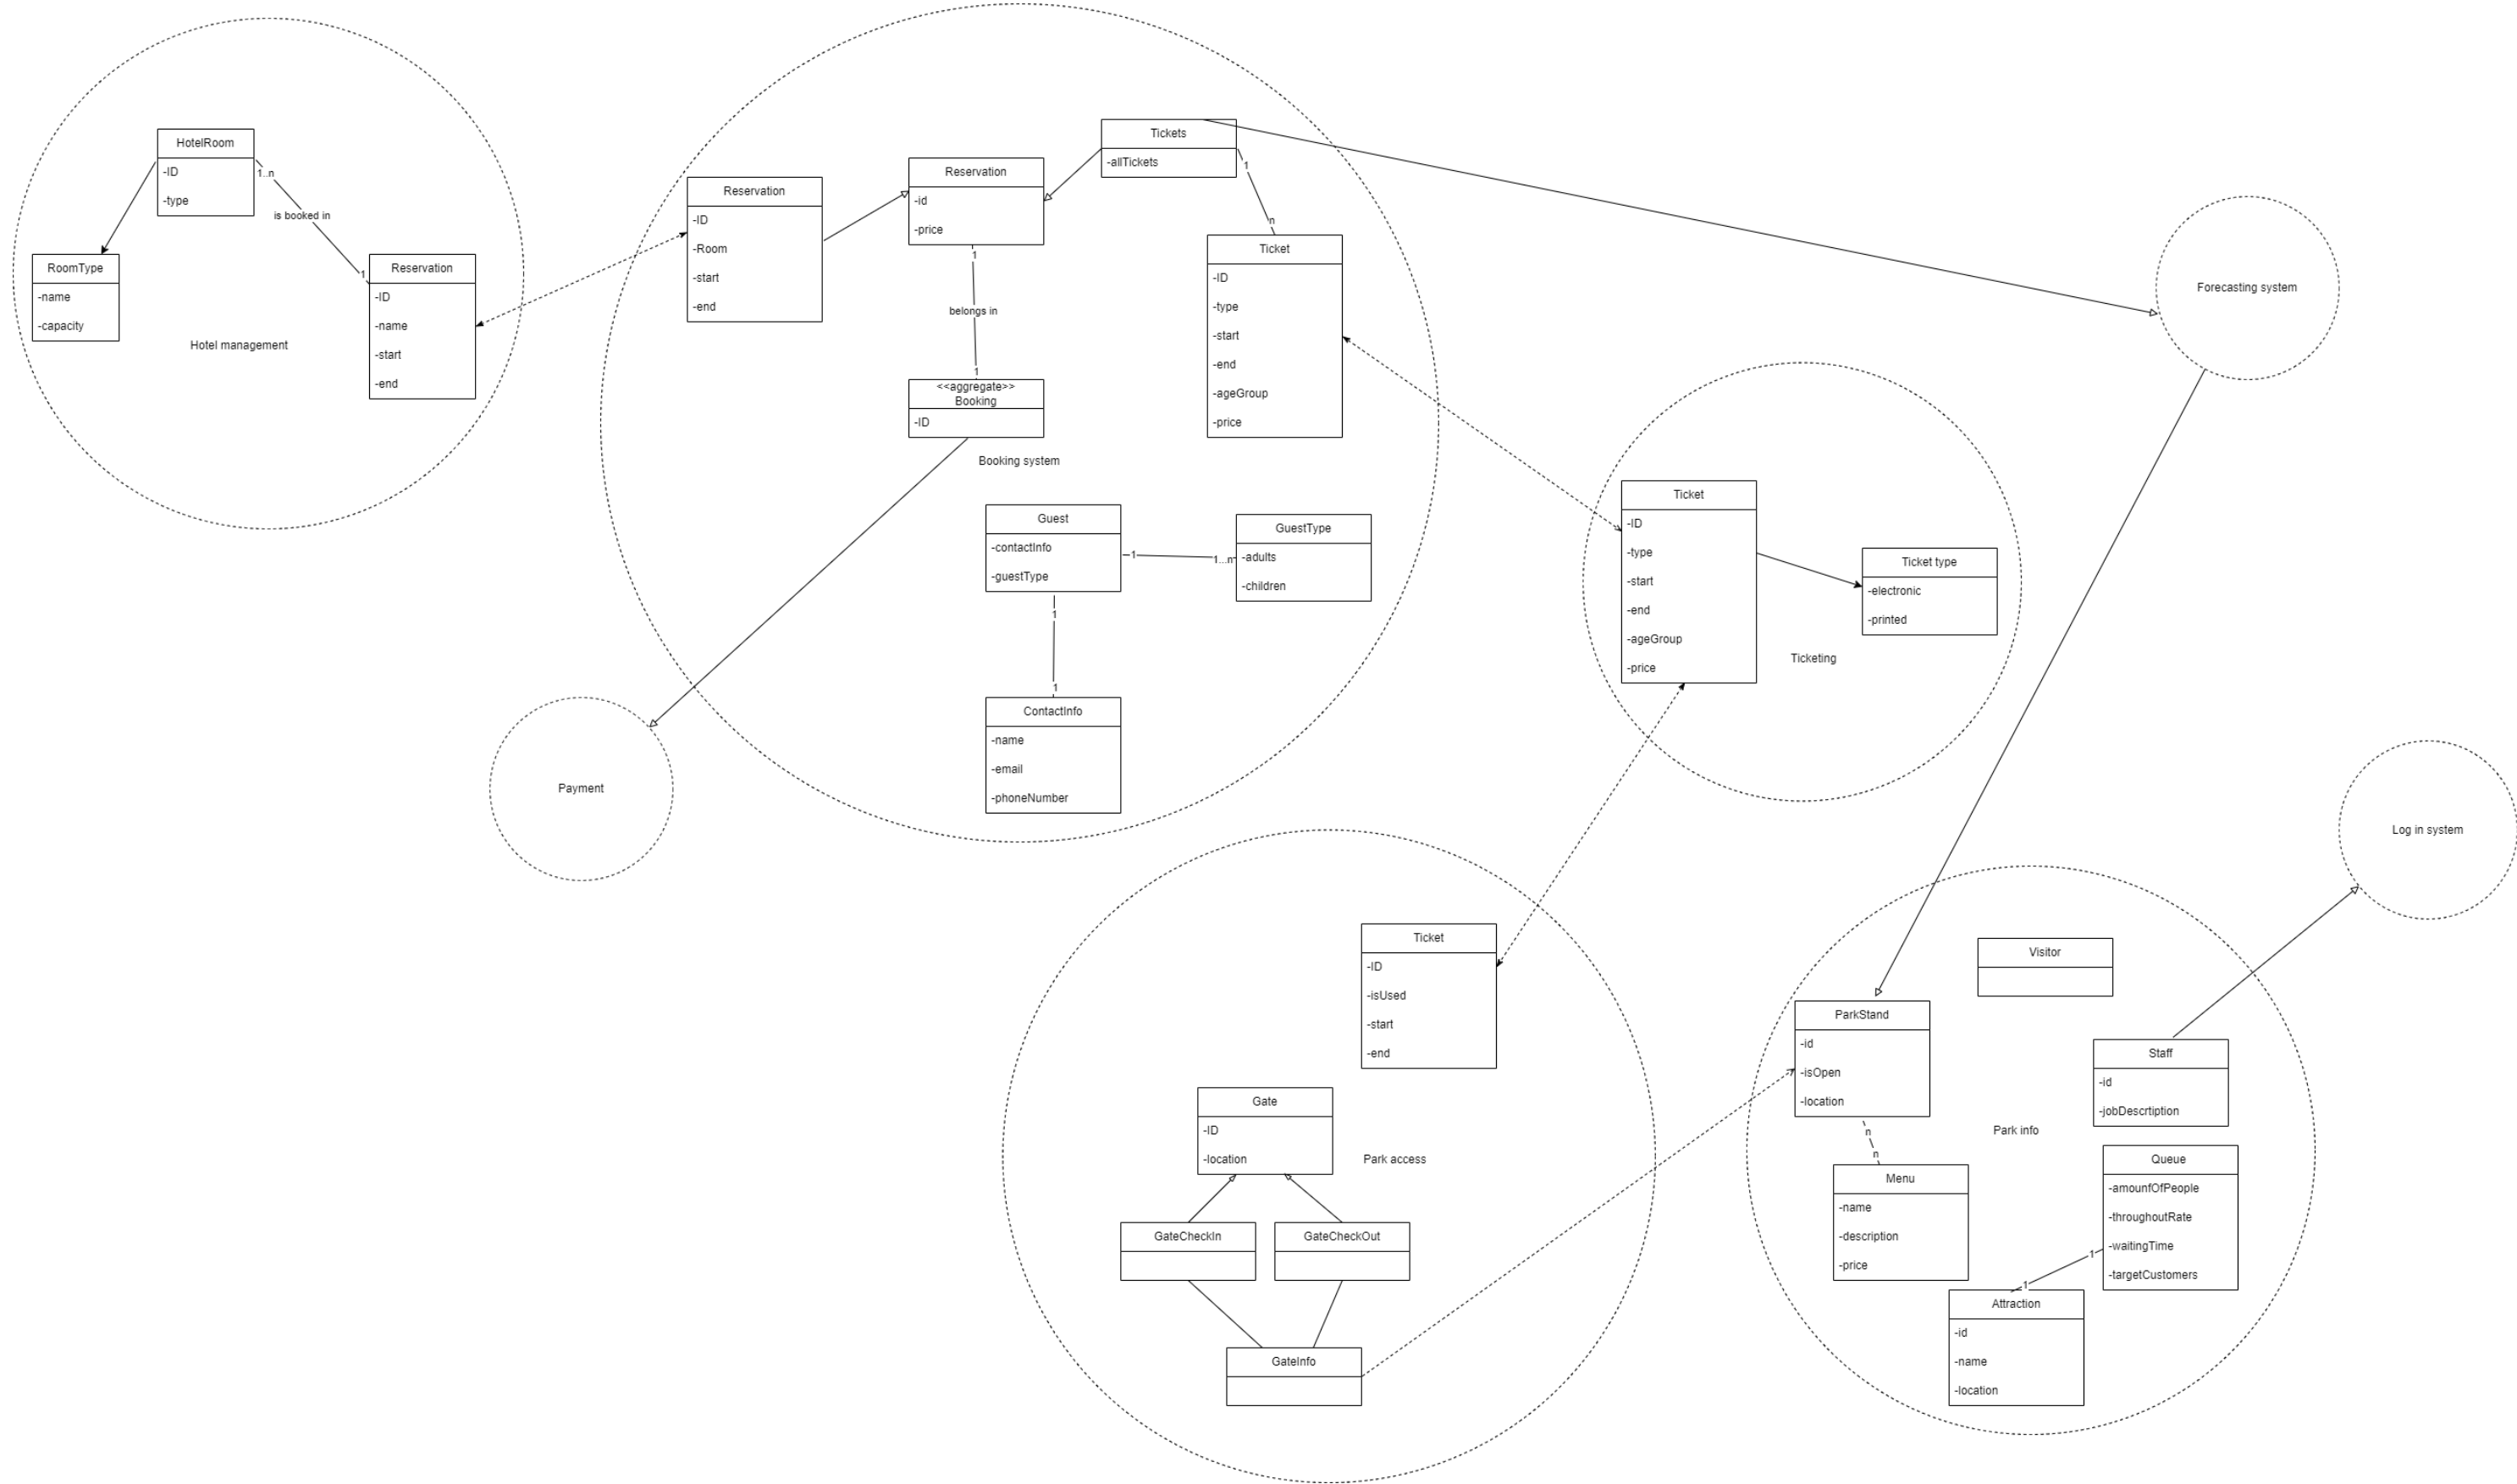 HotelRoom
-ID
-type
1..n
is booked in
1
RoomType
-name
-capacity
Reservation
-ID
-name
-start
-end
Hotel management
Reservation
-ID
-Room
-start
-end
Reservation
-id
-price
Tickets
-allTickets
1
n
Ticket
-ID
-type
-start
-end
-ageGroup
-price
1
belongs in
1
<<aggregate>>
Booking
-ID
Booking system
Guest
-contactInfo
-guestType
1
1...n
GuestType
-adults
-children
1
1
ContactInfo
-name
-email
-phoneNumber
Payment
Forecasting system
Ticket
-ID
-type
-start
-end
-ageGroup
-price
Ticket type
-electronic
-printed
Ticketing
Log in system
Ticket
-ID
-isUsed
-start
-end
Gate
-ID
-location
Park access
GateCheckIn
GateCheckOut
GateInfo
Visitor
ParkStand
-id
-isOpen
-location
Staff
-id
-jobDescrtiption
Park info
n
n
Menu
-name
-description
-price
Queue
-amounfOfPeople
-throughoutRate
-waitingTime
-targetCustomers
1
1
Attraction
-id
-name
-location